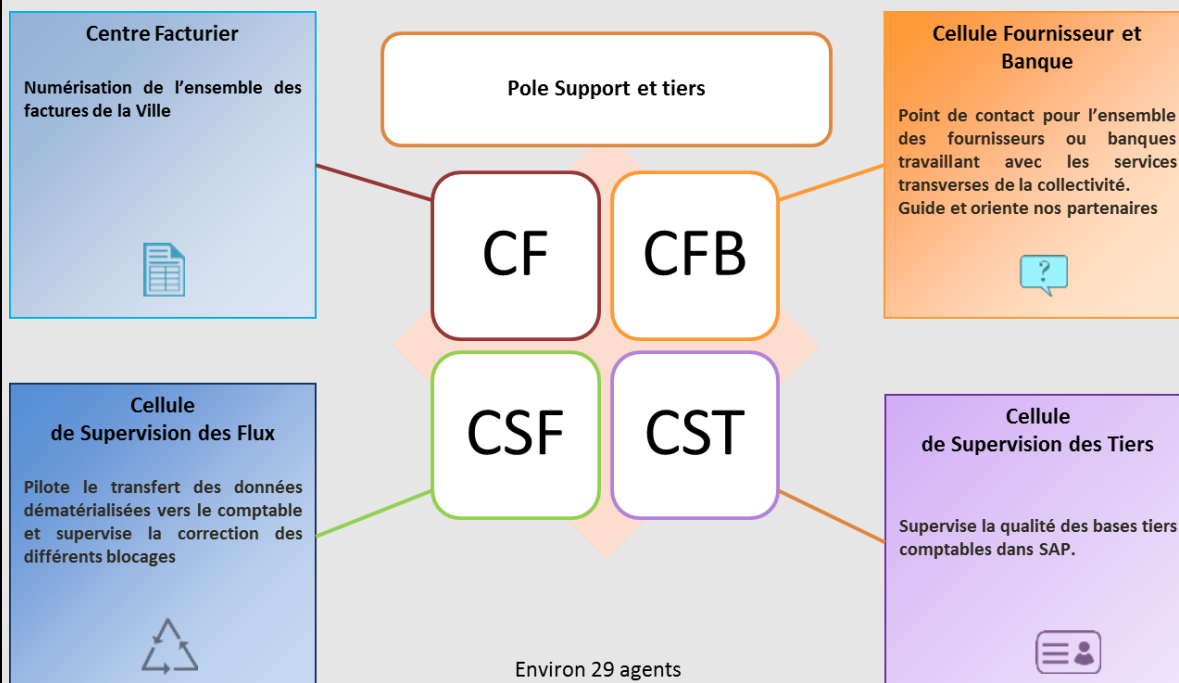 Centre Facturier
Numérisation de l’ensemble des
factures de la Ville
Pole Support et tiers
Cellule Fournisseur et
Banque
Point de contact pour l’ensemble
des fournisseurs ou banques
travaillant avec les services
transverses de la collectivité.
Guide et oriente nos partenaires
?
CF
CFB
CSF
CST
Cellule
de Supervision des Flux
Pilote le transfert des données
dématérialisées vers le comptable
et supervise la correction des
différents blocages
Cellule
de Supervision des Tiers
Supervise la qualité des bases tiers
comptables dans SAP.
Environ 29 agents